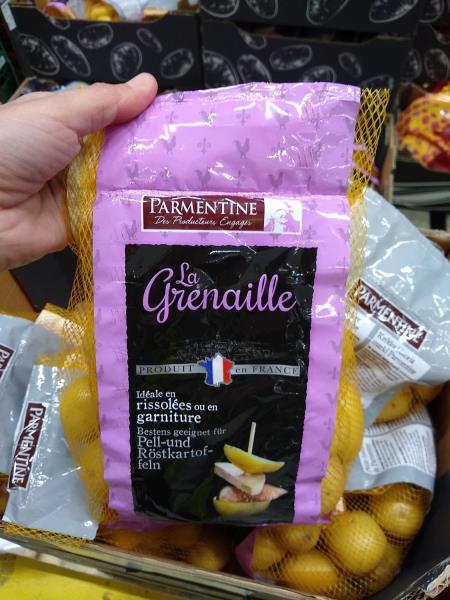 PARMENTINE
Des Producteurs Engagés
La
Grenaille
PRODUIT en FRANCE
Idéale en
rissolées ou en
garniture
Bestens geeignet für
Pell-und
Röstkartof-
feln
PARMENTINE
PARMENTINE